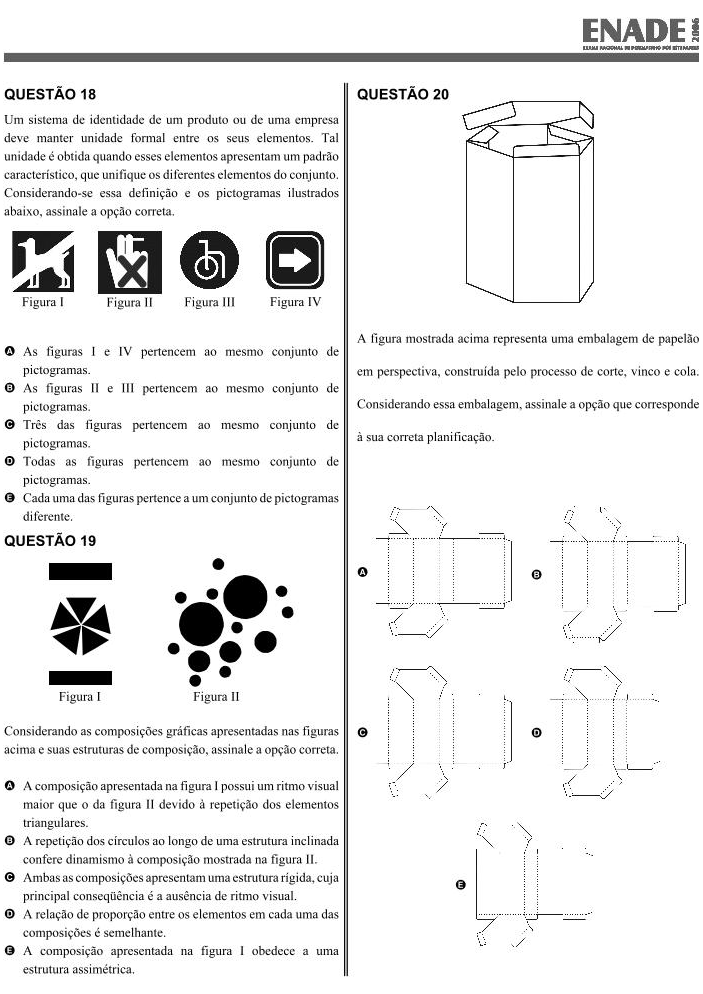 ENADE
2006
EXAME NACIONAL DE DESEMPENHO DOS ESTUDANTES
QUESTÃO 18
Um sistema de identidade de um produto ou de uma empresa
deve manter unidade formal entre os seus elementos. Tal
unidade é obtida quando esses elementos apresentam um padrão
característico, que unifique os diferentes elementos do conjunto.
Considerando-se essa definição e os pictogramas ilustrados
abaixo, assinale a opção correta.
Figura I Figura II Figura III Figura IV
A As figuras I e IV pertencem ao mesmo conjunto de
pictogramas.
B As figuras II e III pertencem ao mesmo conjunto de
pictogramas.
C Três das figuras pertencem ao mesmo conjunto de
pictogramas.
D Todas as figuras pertencem ao mesmo conjunto de
pictogramas.
E Cada uma das figuras pertence a um conjunto de pictogramas
diferente.
QUESTÃO 19
Figura I Figura II
Considerando as composições gráficas apresentadas nas figuras
acima e suas estruturas de composição, assinale a opção correta.
A A composição apresentada na figura I possui um ritmo visual
maior que o da figura II devido à repetição dos elementos
triangulares.
B A repetição dos círculos ao longo de uma estrutura inclinada
confere dinamismo à composição mostrada na figura II.
C Ambas as composições apresentam uma estrutura rígida, cuja
principal conseqüência é a ausência de ritmo visual.
D A relação de proporção entre os elementos em cada uma das
composições é semelhante.
E A composição apresentada na figura I obedece a uma
estrutura assimétrica.
QUESTÃO 20
A figura mostrada acima representa uma embalagem de papelão
em perspectiva, construída pelo processo de corte, vinco e cola.
Considerando essa embalagem, assinale a opção que corresponde
à sua correta planificação.
A
B
C
D
E